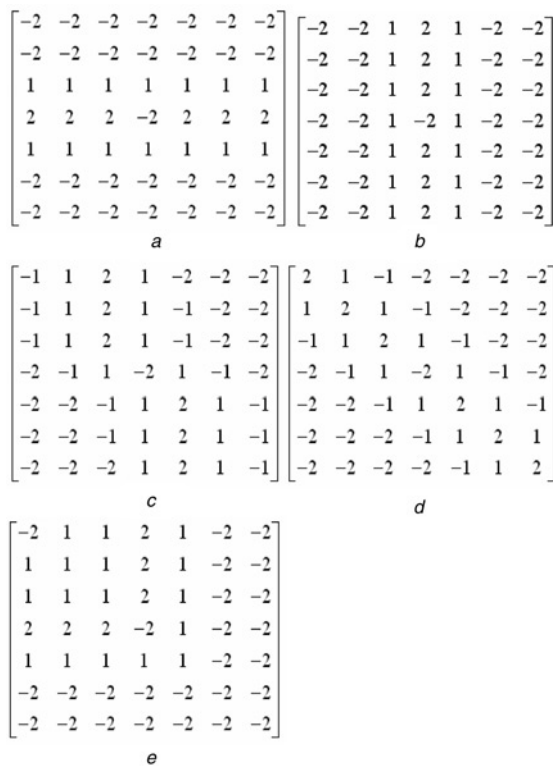 -2 -2 -2 -2 -2 -2 -2
-2 -2 -2 -2 -2 -2 -2
1 1 1 1 1 1 1
2 2 2 -2 2 2 2
1 1 1 1 1 1 1
-2 -2 -2 -2 -2 -2 -2
-2 -2 -2 -2 -2 -2 -2
a
-2 -2 1 2 1 -2 -2
-2 -2 1 2 1 -2 -2
-2 -2 1 2 1 -2 -2
-2 -2 1 -2 1 -2 -2
-2 -2 1 2 1 -2 -2
-2 -2 1 2 1 -2 -2
-2 -2 1 2 1 -2 -2
b
-1 1 2 1 -2 -2 -2
-1 1 2 1 -1 -2 -2
-1 1 2 1 -1 -2 -2
-2 -1 1 -2 1 -1 -2
-2 -2 -1 1 2 1 -1
-2 -2 -1 1 2 1 -1
-2 -2 -2 1 2 1 -1
c
2 1 -1 -2 -2 -2 -2
1 2 1 -1 -2 -2 -2
-1 1 2 1 -1 -2 -2
-2 -1 1 -2 1 -1 -2
-2 -2 -1 1 2 1 -1
-2 -2 -2 -1 1 2 1
-2 -2 -2 -2 -1 1 2
d
-2 1 1 2 1 -2 -2
1 1 1 2 1 -2 -2
1 1 1 2 1 -2 -2
2 2 2 -2 1 -2 -2
1 1 1 1 1 -2 -2
-2 -2 -2 -2 -2 -2 -2
-2 -2 -2 -2 -2 -2 -2
e